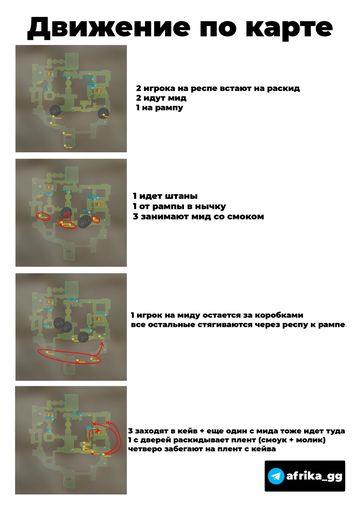 Движение по карте
2 игрока на респе встают на раскид
2 идут мид
1 на рампу
1 идет штаны
1 от рампы в нычку
3 занимают мид со смоком
1 игрок на миду остается за коробками
все остальные стягиваются через респу к рампе
3 заходят в кейв + еще один с мида тоже идет туда
1 с дверей раскидывает плент (смоук + молик)
четверо забегают на плент с кейва
afrika_gg